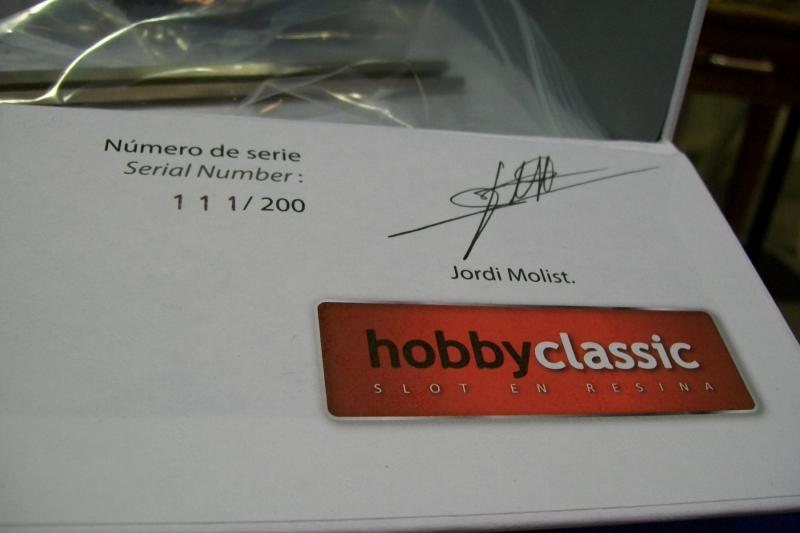 Número de serie
Serial Number :
1 1 1/ 200
Jordi Molist.
hobbyclassic
SLOT EN RESINA